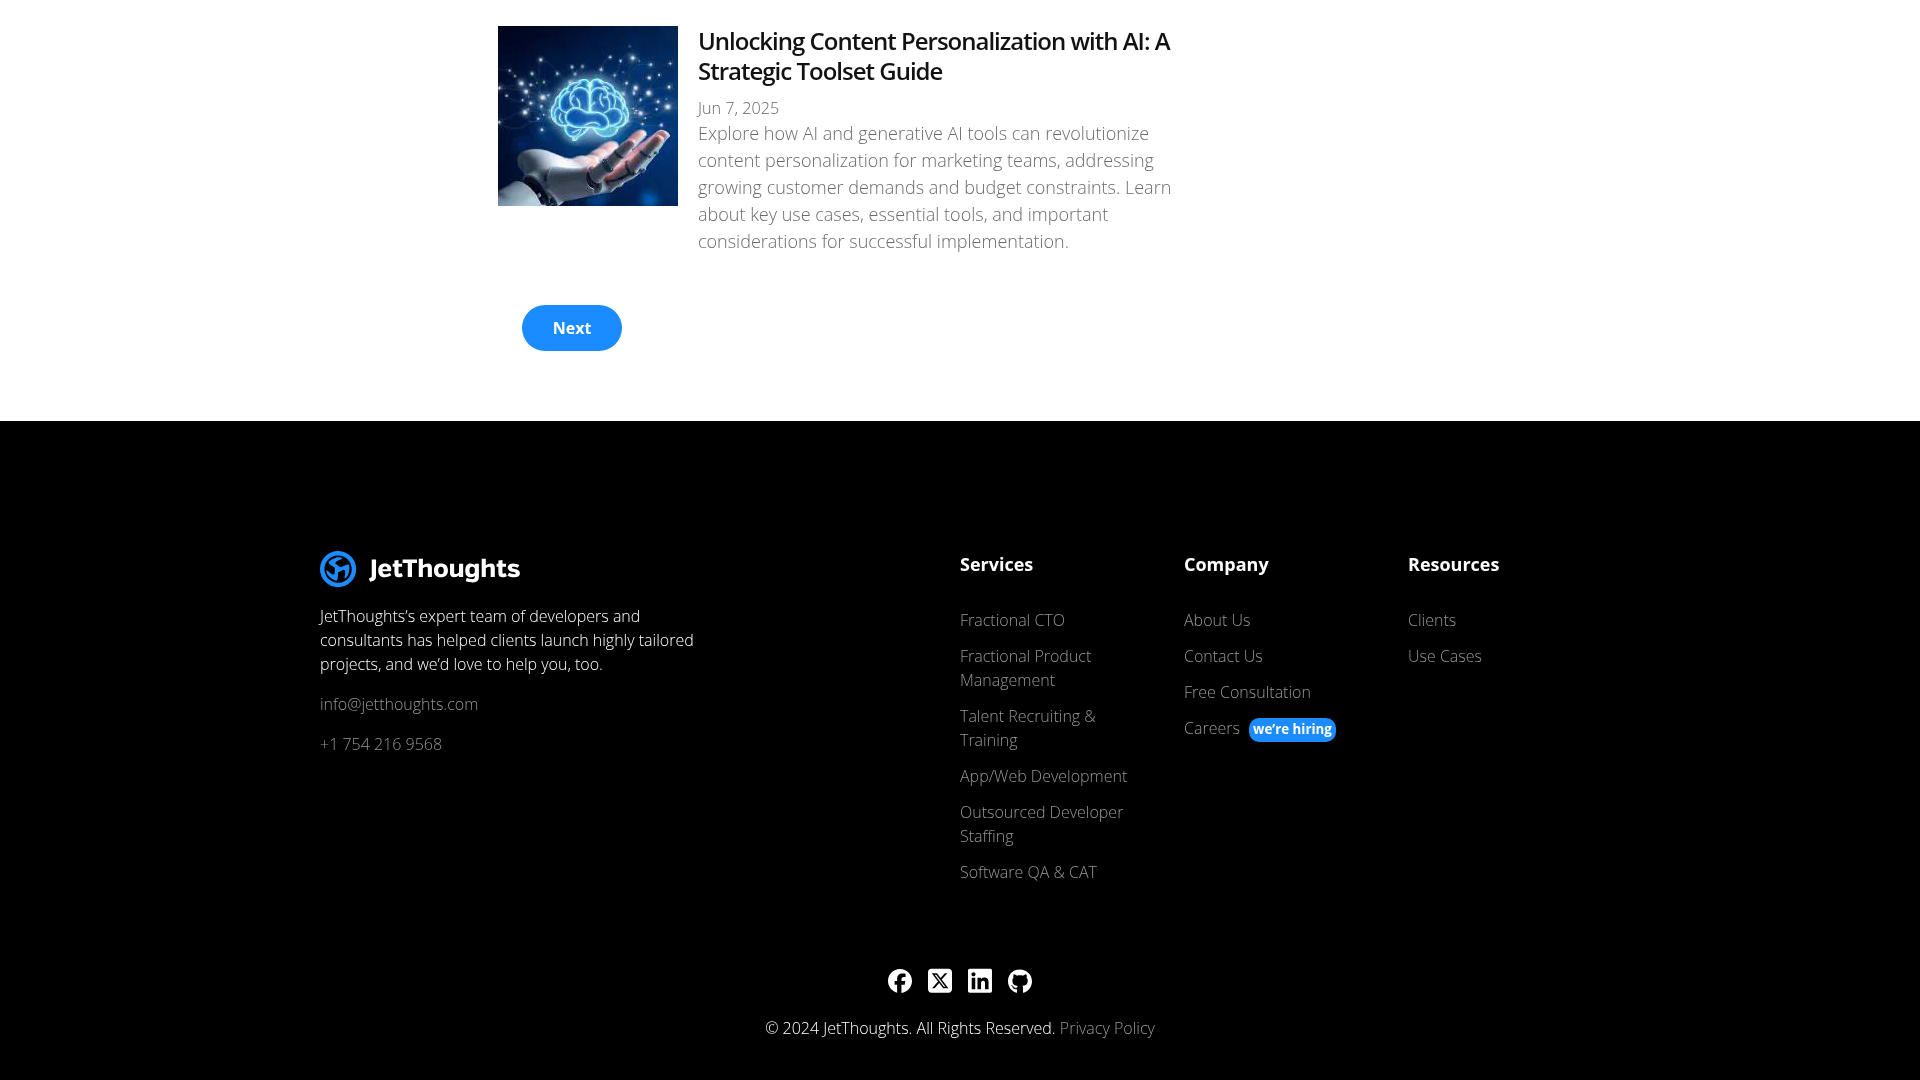 Unlocking Content Personalization with AI: A
Strategic Toolset Guide
Jun 7, 2025
Explore how AI and generative AI tools can revolutionize
content personalization for marketing teams, addressing
growing customer demands and budget constraints. Learn
about key use cases, essential tools, and important
considerations for successful implementation.
Next
JetThoughts
JetThoughts’s expert team of developers and
consultants has helped clients launch highly tailored
projects, and we’d love to help you, too.
info@jetthoughts.com
+1 754 216 9568
Services
Fractional CTO
Fractional Product
Management
Talent Recruiting &
Training
App/Web Development
Outsourced Developer
Staffing
Software QA & CAT
Company
About Us
Contact Us
Free Consultation
Careers we’re hiring
Resources
Clients
Use Cases
© 2024 JetThoughts. All Rights Reserved. Privacy Policy